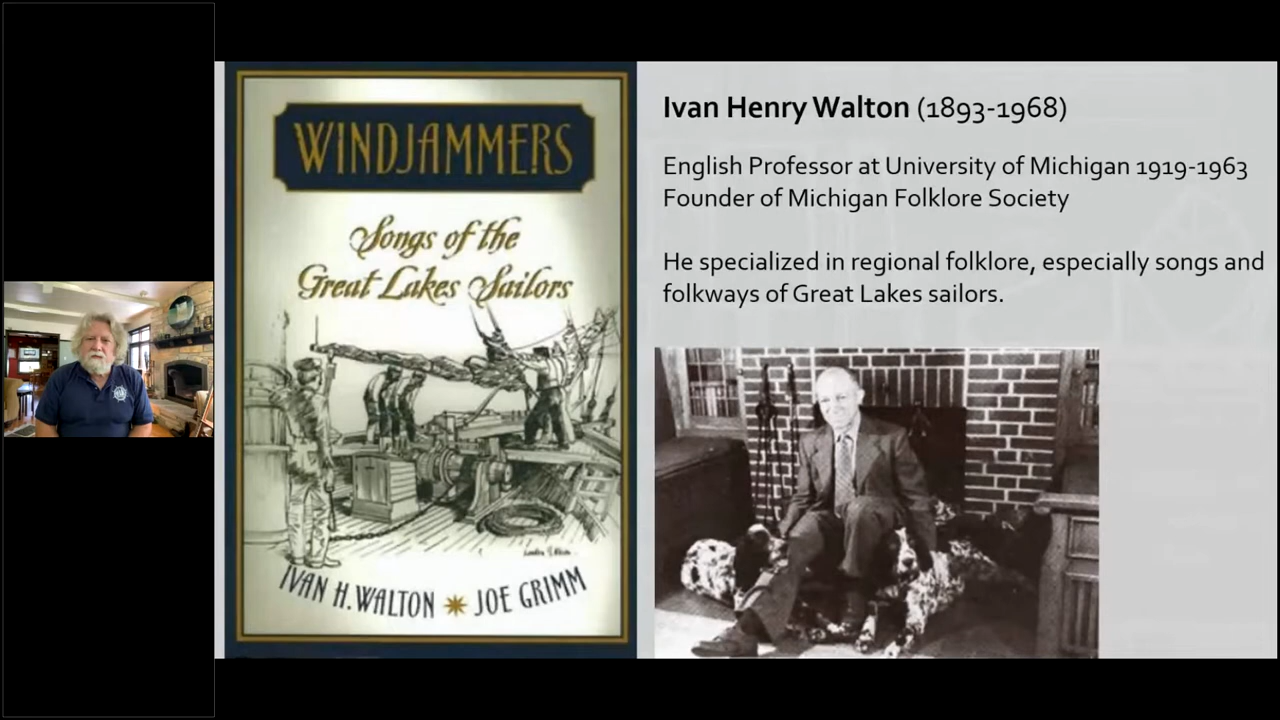 WINDJAMMERS
Songs of the
Great Lakes Sailors
IVAN H. WALTON ✷ JOE GRIMM
Ivan Henry Walton (1893-1968)
English Professor at University of Michigan 1919-1963
Founder of Michigan Folklore Society
He specialized in regional folklore, especially songs and
folkways of Great Lakes sailors.